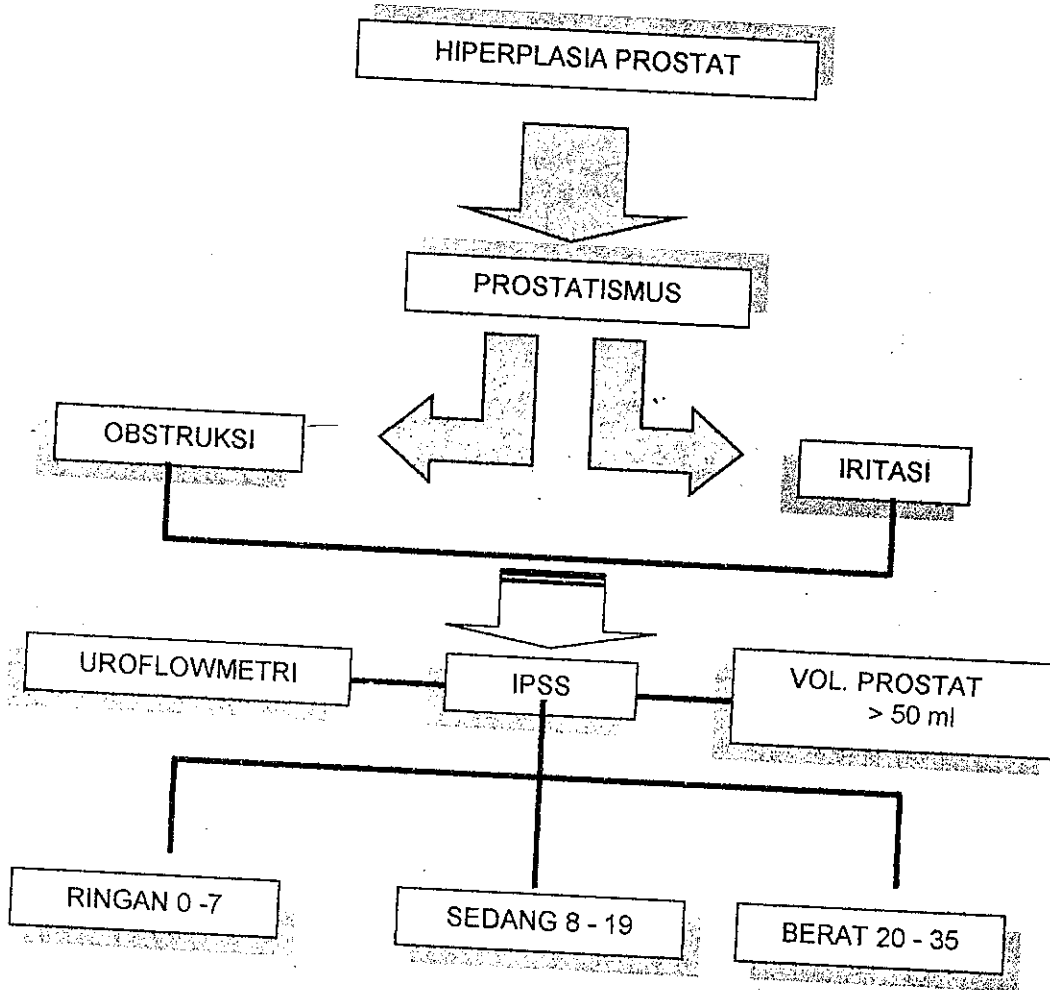 HIPERPLASIA PROSTAT
PROSTATISMUS
OBSTRUKSI
IRITASI
UROFLOWMETRI
IPSS
VOL. PROSTAT
> 50 ml
RINGAN 0 -7
SEDANG 8 - 19
BERAT 20 - 35